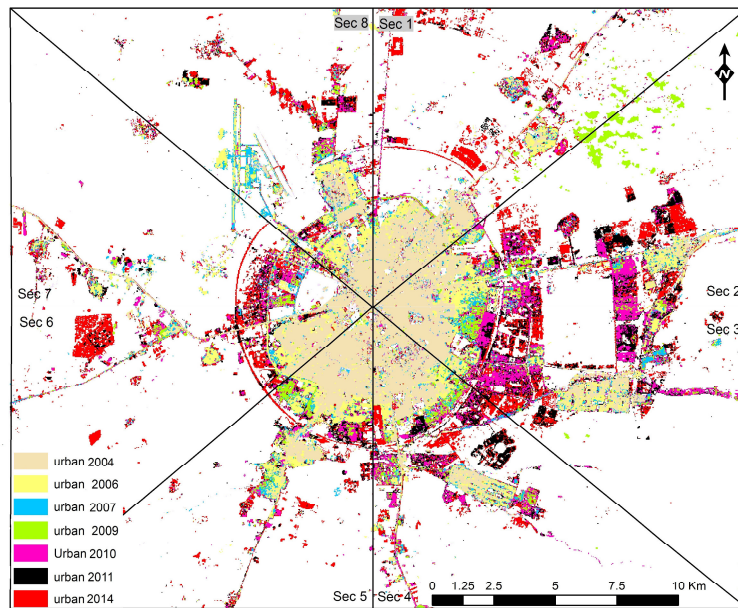 Sec 8 Sec 1
N
Sec 7
Sec 6
Sec 2
Sec 3
urban 2004
urban 2006
urban 2007
urban 2009
Urban 2010
urban 2011
urban 2014
Sec 5 Sec 4
0 1.25 2.5 5 7.5 10 Km